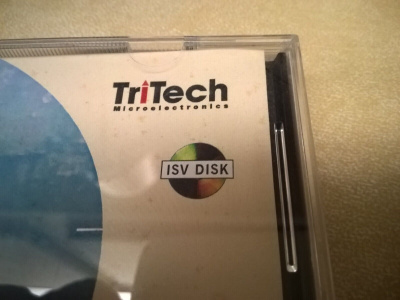 TriTech
Microelectronics
ISV DISK